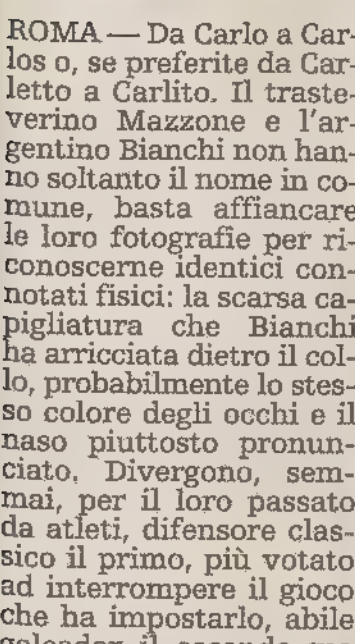 ROMA — Da Carlo a Car-
los o, se preferite da Car-
letto a Carlito. Il traste-
verino Mazzone e l'ar-
gentino Bianchi non han-
no soltanto il nome in co-
mune, basta affiancare
le loro fotografie per ri-
conoscerne identici con-
notati fisici: la scarsa ca-
pigliatura che Bianchi
ha arricciata dietro il col-
lo, probabilmente lo stes-
so colore degli occhi e il
naso piuttosto pronun-
ciato. Divergono, sem-
mai, per il loro passato
da atleti, difensore clas-
sico il primo, più votato
ad interrompere il gioco
che ha impostarlo, abile
il secondo